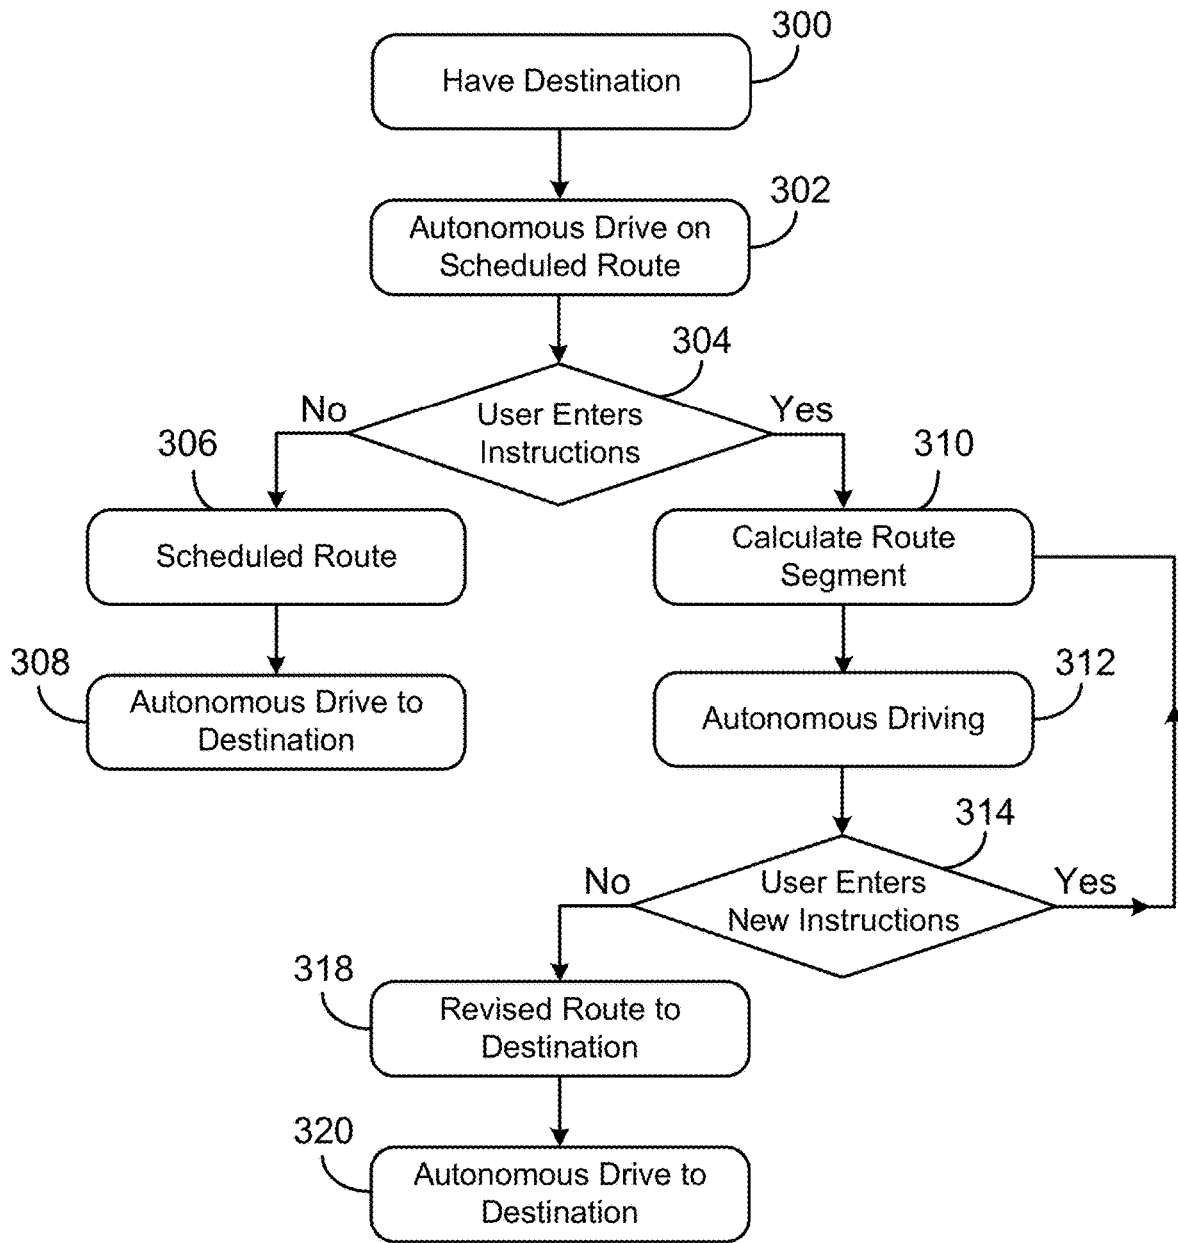 300
Have Destination
302
Autonomous Drive on
Scheduled Route
304
User Enters
Instructions
No
Yes
306
Scheduled Route
310
Calculate Route
Segment
308
Autonomous Drive to
Destination
312
Autonomous Driving
314
User Enters
New Instructions
No
Yes
318
Revised Route to
Destination
320
Autonomous Drive to
Destination